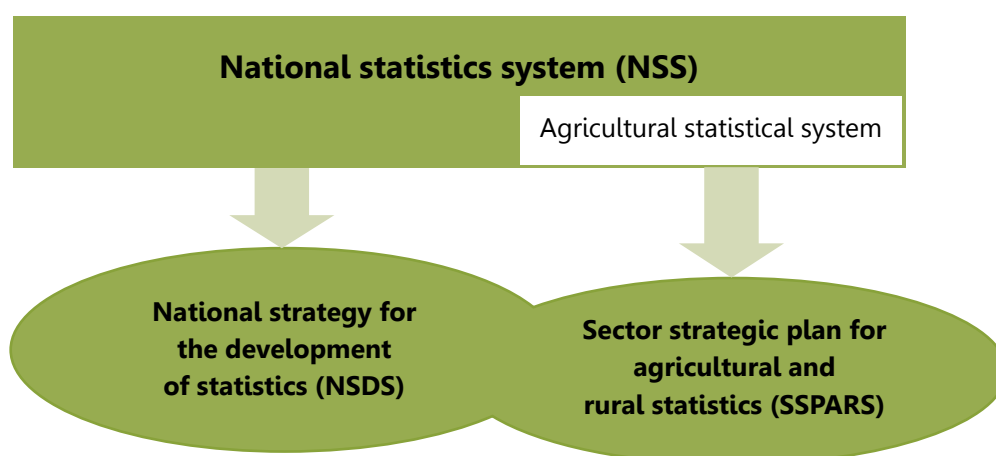 National statistics system (NSS)
Agricultural statistical system
National strategy for
the development
of statistics (NSDS)
Sector strategic plan for
agricultural and
rural statistics (SSPARS)